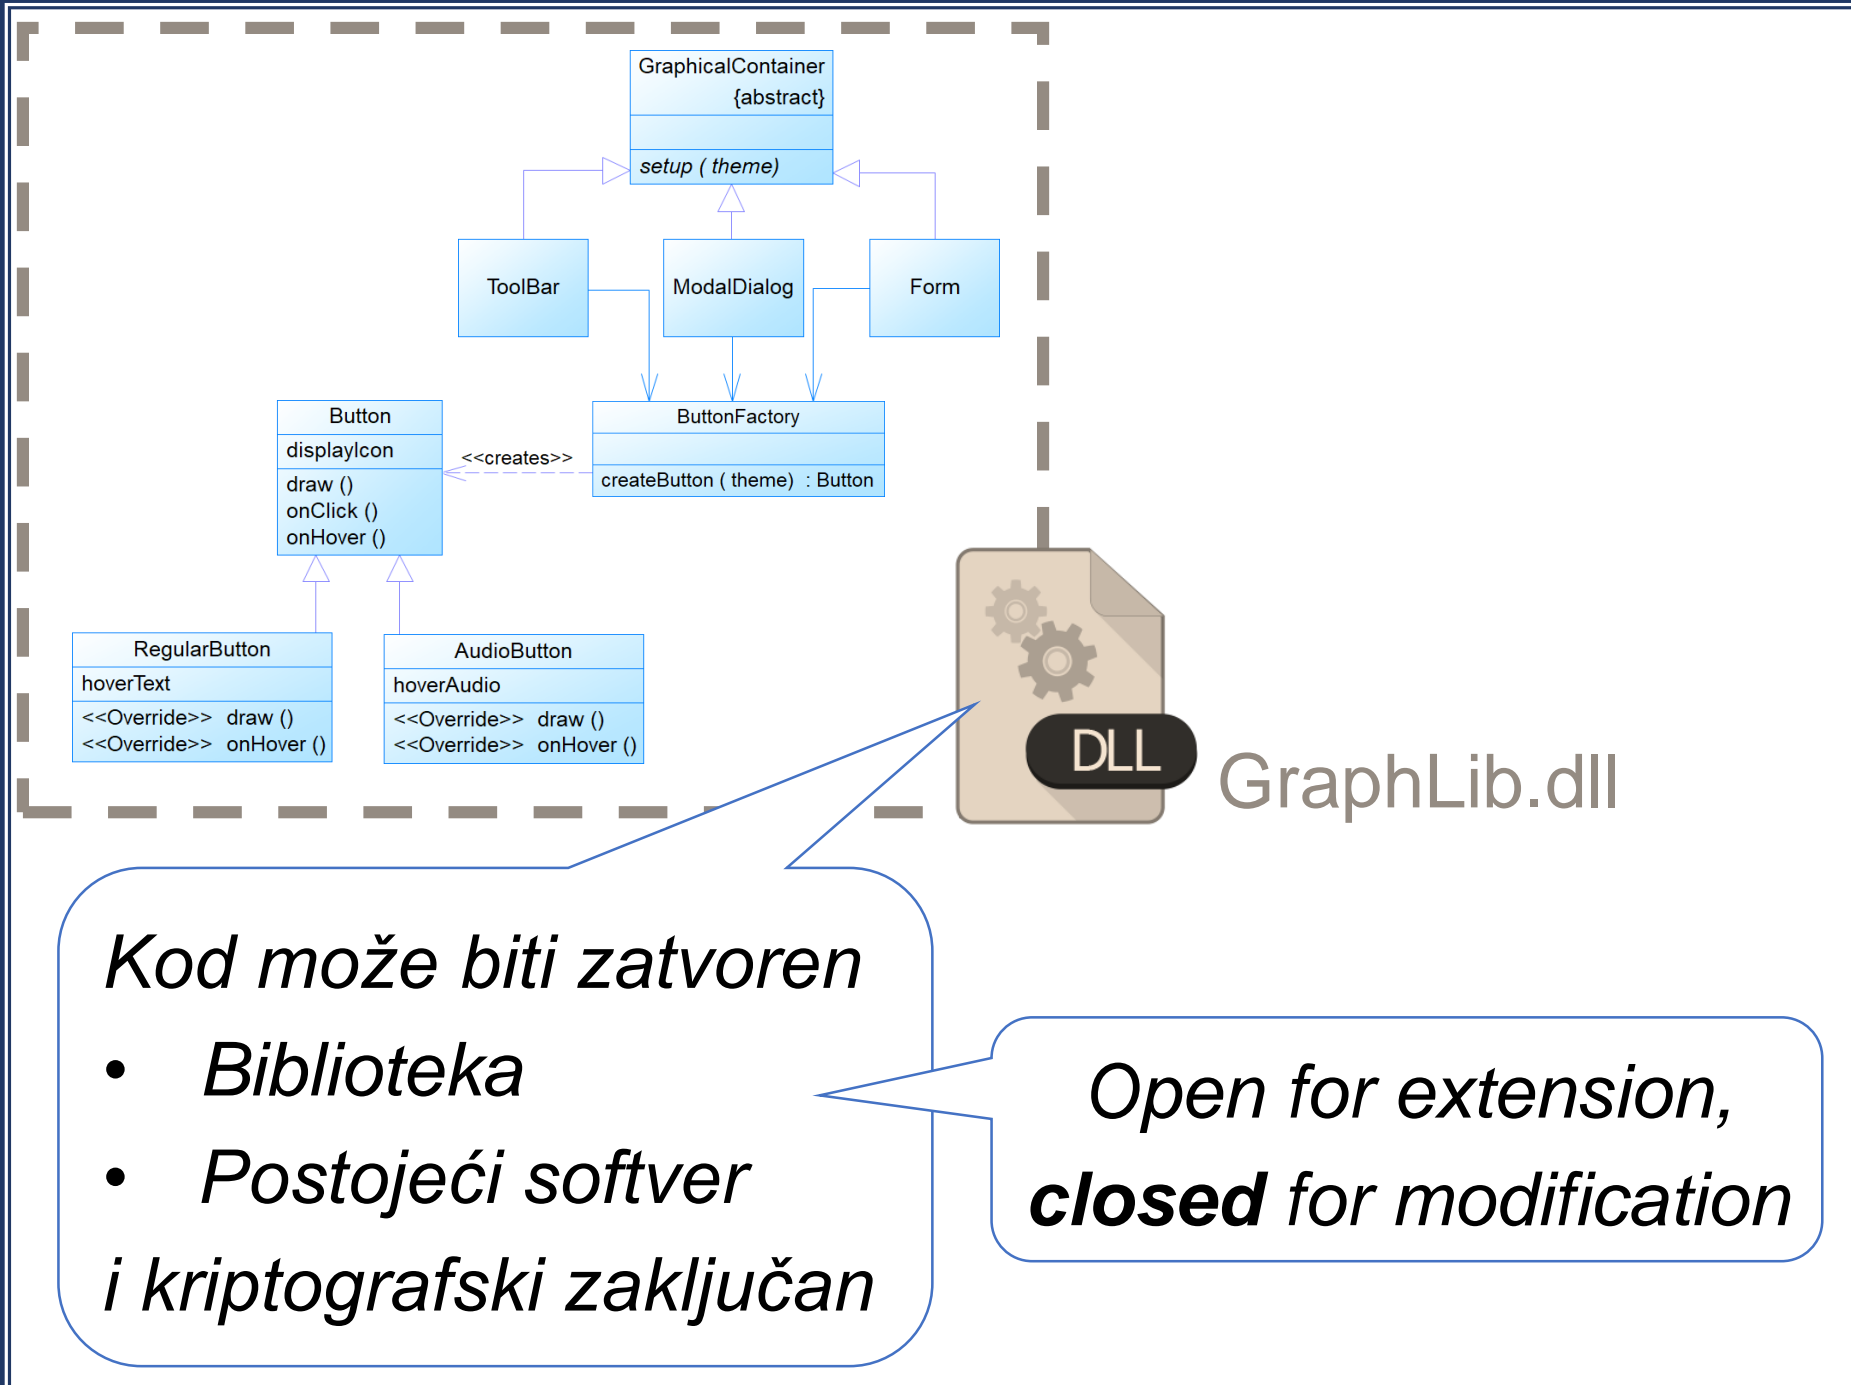 GraphicalContainer
{abstract}
setup ( theme)
ToolBar
ModalDialog
Form
Button
displayIcon
draw ()
onClick ()
onHover ()
<<creates>>
ButtonFactory
createButton ( theme)  : Button
RegularButton
hoverText
<<Override>>  draw ()
<<Override>>  onHover ()
AudioButton
hoverAudio
<<Override>>  draw ()
<<Override>>  onHover ()
DLL
GraphLib.dll
Kod može biti zatvoren
• Biblioteka
• Postojeći softver
i kriptografski zaključan
Open for extension,
closed for modification